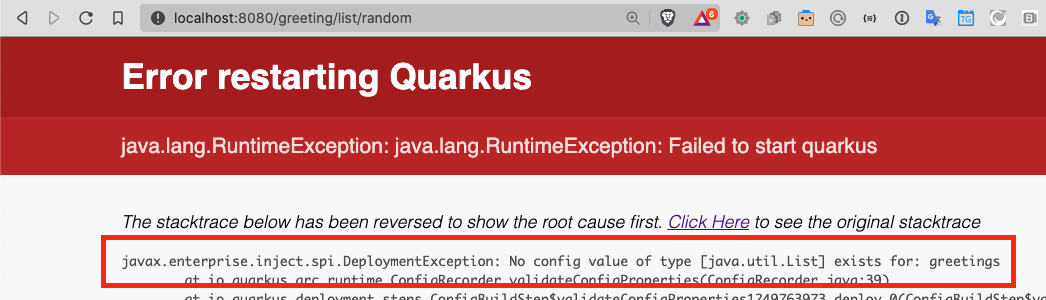 localhost:8080/greeting/list/random
6
TG
B
Error restarting Quarkus
java.lang.RuntimeException: java.lang.RuntimeException: Failed to start quarkus
The stacktrace below has been reversed to show the root cause first. Click Here to see the original stacktrace
javax.enterprise.inject.spi.DeploymentException: No config value of type [java.util.List] exists for: greetings
at io.quarkus.arc.runtime.ConfigRecorder.validateConfigProperties(ConfigRecorder.java:39)
at io.quarkus.deployment.steps.ConfigBuildStep$validateConfigProperties1249763973.deploy_0(ConfigBuildStep$v